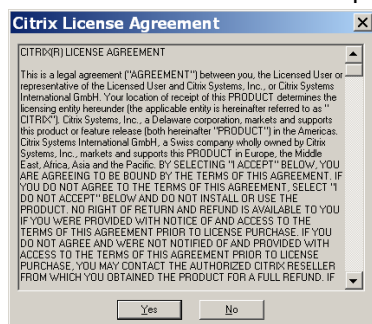 Citrix License Agreement
CITRIX(R) LICENSE AGREEMENT
This is a legal agreement ("AGREEMENT") between you, the Licensed User or
representative of the Licensed User and Citrix Systems, Inc., or Citrix Systems
International GmbH. Your location of receipt of this PRODUCT determines the
licensing entity hereunder (the applicable entity is hereinafter referred to as "
CITRIX"). Citrix Systems, Inc., a Delaware corporation, markets and supports
this product or feature release (both hereinafter "PRODUCT") in the Americas.
Citrix Systems International GmbH, a Swiss company wholly owned by Citrix
Systems, Inc., markets and supports this PRODUCT in Europe, the Middle
East, Africa, Asia and the Pacific. BY SELECTING "I ACCEPT" BELOW, YOU
ARE AGREEING TO BE BOUND BY THE TERMS OF THIS AGREEMENT. IF
YOU DO NOT AGREE TO THE TERMS OF THIS AGREEMENT, SELECT "I
DO NOT ACCEPT" BELOW AND DO NOT INSTALL OR USE THE
PRODUCT. NO RIGHT OF RETURN AND REFUND IS AVAILABLE TO YOU
IF YOU WERE PROVIDED WITH NOTICE OF AND ACCESS TO THE
TERMS OF THIS AGREEMENT PRIOR TO LICENSE PURCHASE. IF YOU
DO NOT AGREE AND WERE NOT NOTIFIED OF AND PROVIDED WITH
ACCESS TO THE TERMS OF THIS AGREEMENT PRIOR TO LICENSE
PURCHASE, YOU MAY CONTACT THE AUTHORIZED CITRIX RESELLER
FROM WHICH YOU OBTAINED THE PRODUCT FOR A FULL REFUND. IF
Yes No